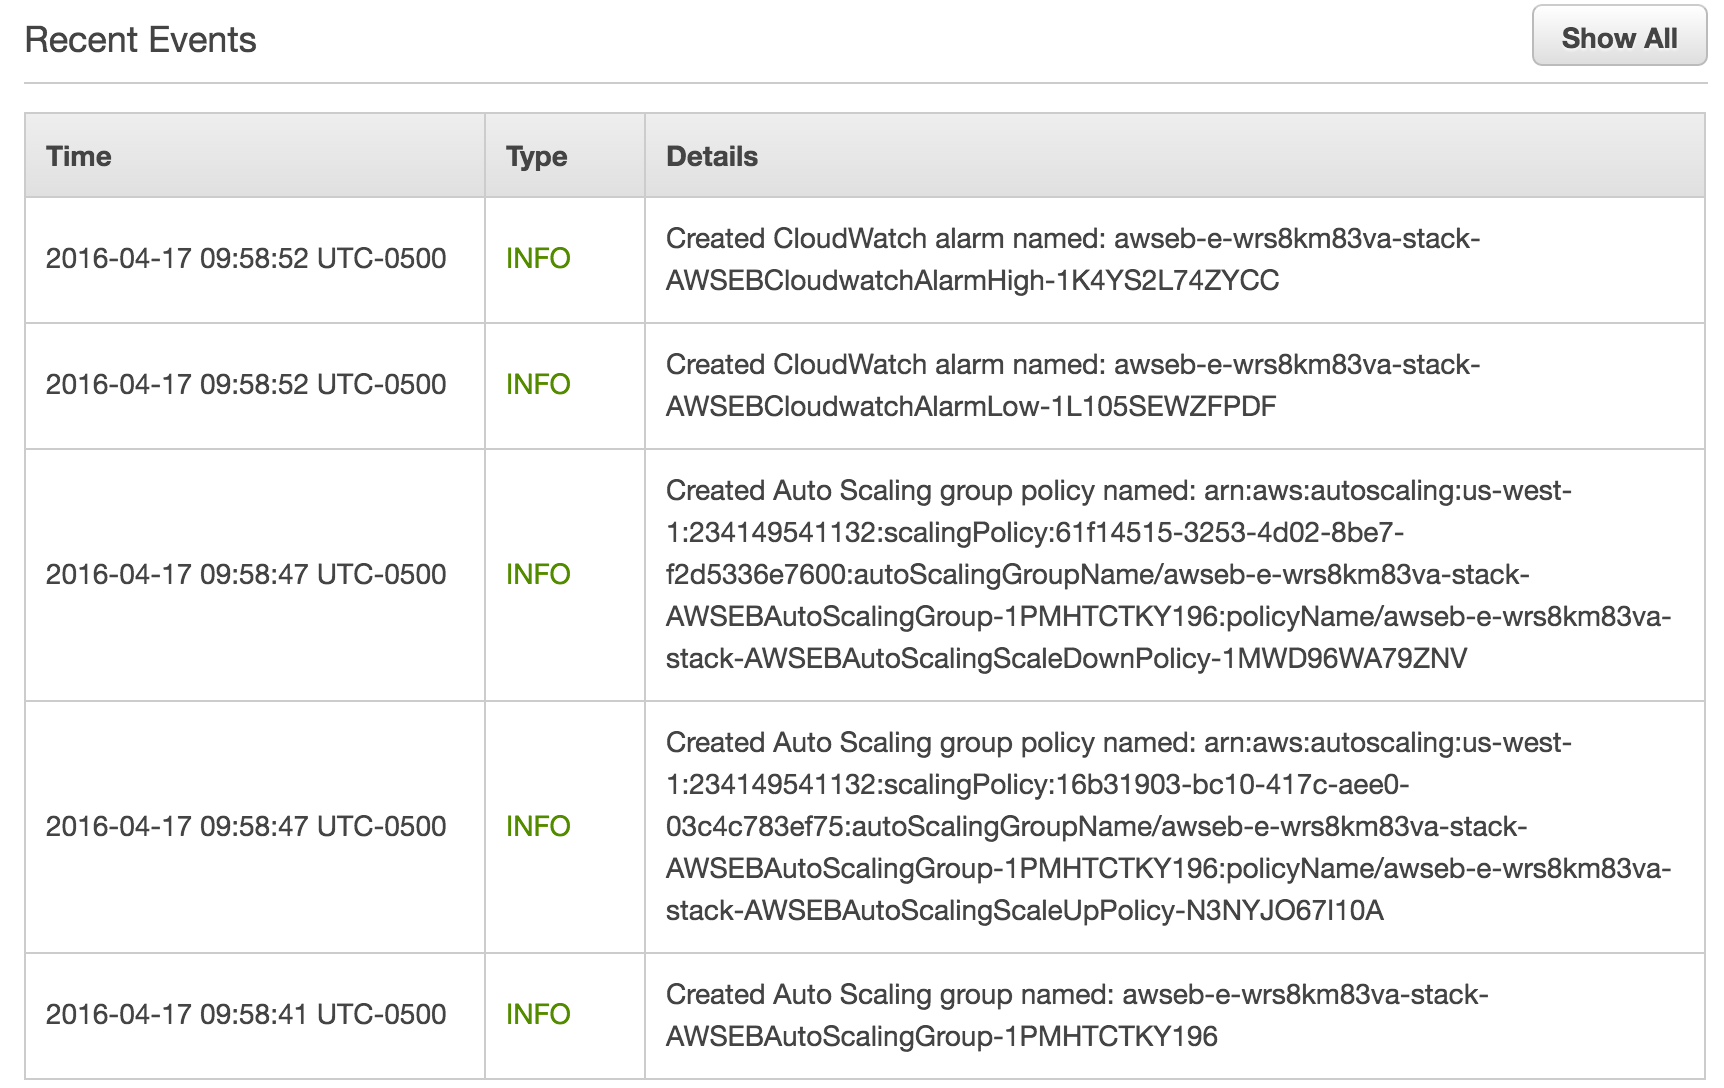 Recent Events
Show All
Time Type Details
2016-04-17 09:58:52 UTC-0500 INFO Created CloudWatch alarm named: awseb-e-wrs8km83va-stack-
AWSEBCloudwatchAlarmHigh-1K4YS2L74ZYCC
2016-04-17 09:58:52 UTC-0500 INFO Created CloudWatch alarm named: awseb-e-wrs8km83va-stack-
AWSEBCloudwatchAlarmLow-1L105SEWZFPDF
2016-04-17 09:58:47 UTC-0500 INFO Created Auto Scaling group policy named: arn:aws:autoscaling:us-west-
1:234149541132:scalingPolicy:61f14515-3253-4d02-8be7-
f2d5336e7600:autoScalingGroupName/awseb-e-wrs8km83va-stack-
AWSEBAutoScalingGroup-1PMHTCTKY196:policyName/awseb-e-wrs8km83va-
stack-AWSEBAutoScalingScaleDownPolicy-1MWD96WA79ZNV
2016-04-17 09:58:47 UTC-0500 INFO Created Auto Scaling group policy named: arn:aws:autoscaling:us-west-
1:234149541132:scalingPolicy:16b31903-bc10-417c-aee0-
03c4c783ef75:autoScalingGroupName/awseb-e-wrs8km83va-stack-
AWSEBAutoScalingGroup-1PMHTCTKY196:policyName/awseb-e-wrs8km83va-
stack-AWSEBAutoScalingScaleUpPolicy-N3NYJO67I10A
2016-04-17 09:58:41 UTC-0500 INFO Created Auto Scaling group named: awseb-e-wrs8km83va-stack-
AWSEBAutoScalingGroup-1PMHTCTKY196